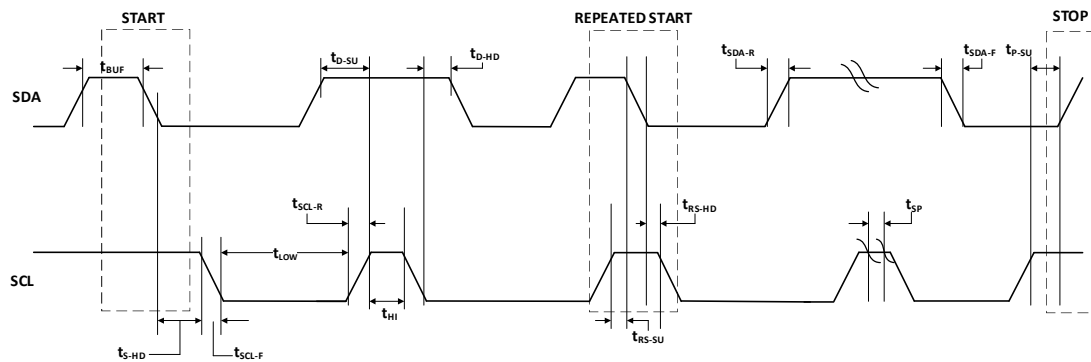 START
REPEATED START
STOP
tBUF
tD-SU
tD-HD
tSDA-R
tSDA-F
tP-SU
SDA
tSCL-R
tRS-HD
tSP
tLOW
SCL
tHI
tS-HD
tSCL-F
tRS-SU